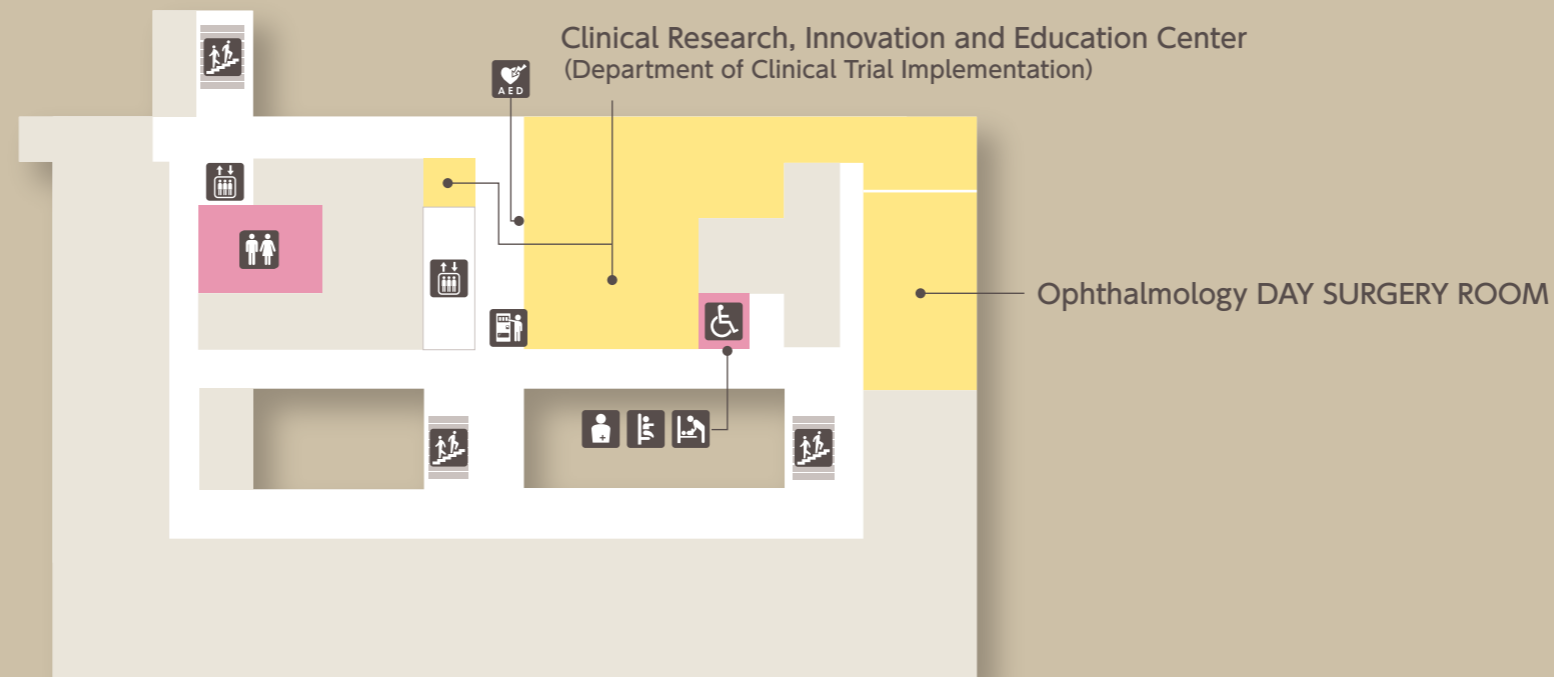 Clinical Research, Innovation and Education Center
(Department of Clinical Trial Implementation)
AED
Ophthalmology DAY SURGERY ROOM